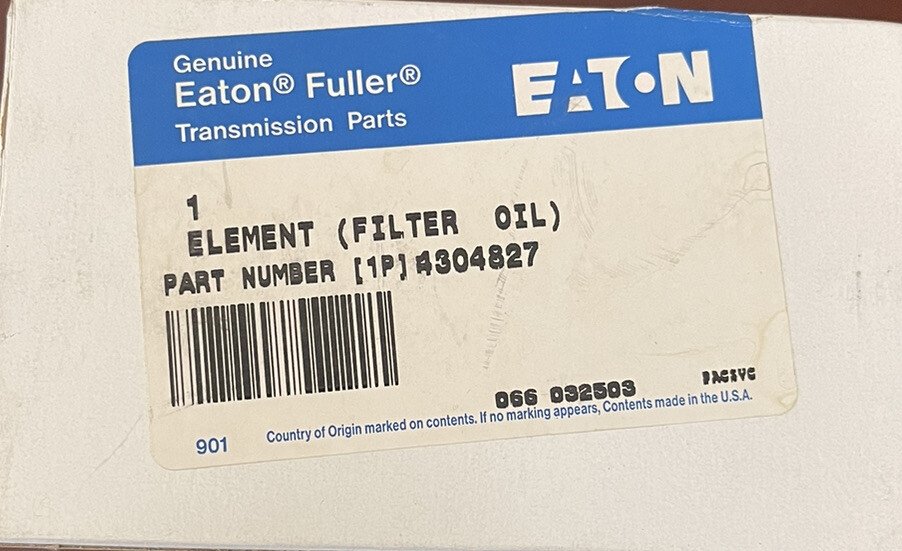 Genuine
Eaton® Fuller®
Transmission Parts
EATON
1
ELEMENT (FILTER OIL)
PART NUMBER [1P] 4304827
066 032503
901
Country of Origin marked on contents. If no marking appears, Contents made in the U.S.A.